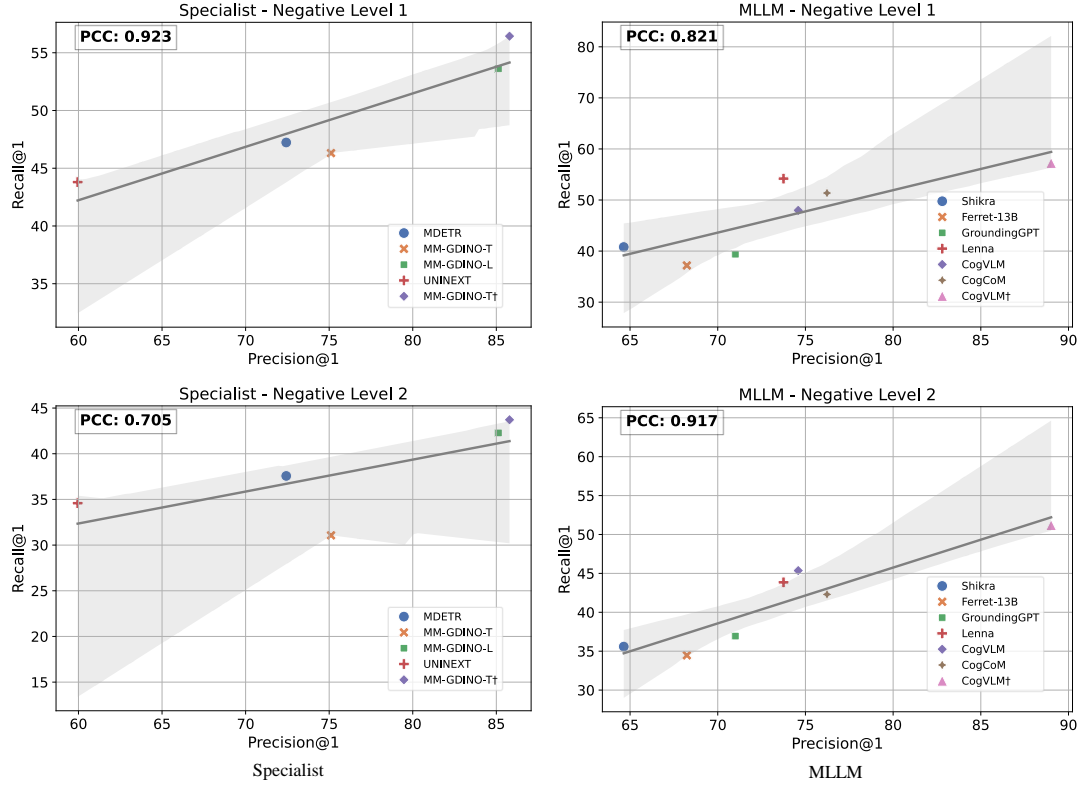 Specialist - Negative Level 1
PCC: 0.923
Recall@1
55
50
45
40
35
MDETR
MM-GDINO-T
MM-GDINO-L
UNINEXT
MM-GDINO-T†
60 65 70 75 80 85
Precision@1
MLLM - Negative Level 1
PCC: 0.821
Recall@1
80
70
60
50
40
30
Shikra
Ferret-13B
GroundingGPT
Lenna
CogVLM
CogCoM
CogVLM†
65 70 75 80 85 90
Precision@1
Specialist - Negative Level 2
PCC: 0.705
Recall@1
45
40
35
30
25
20
15
MDETR
MM-GDINO-T
MM-GDINO-L
UNINEXT
MM-GDINO-T†
60 65 70 75 80 85
Precision@1
Specialist
MLLM - Negative Level 2
PCC: 0.917
Recall@1
65
60
55
50
45
40
35
30
Shikra
Ferret-13B
GroundingGPT
Lenna
CogVLM
CogCoM
CogVLM†
65 70 75 80 85 90
Precision@1
MLLM